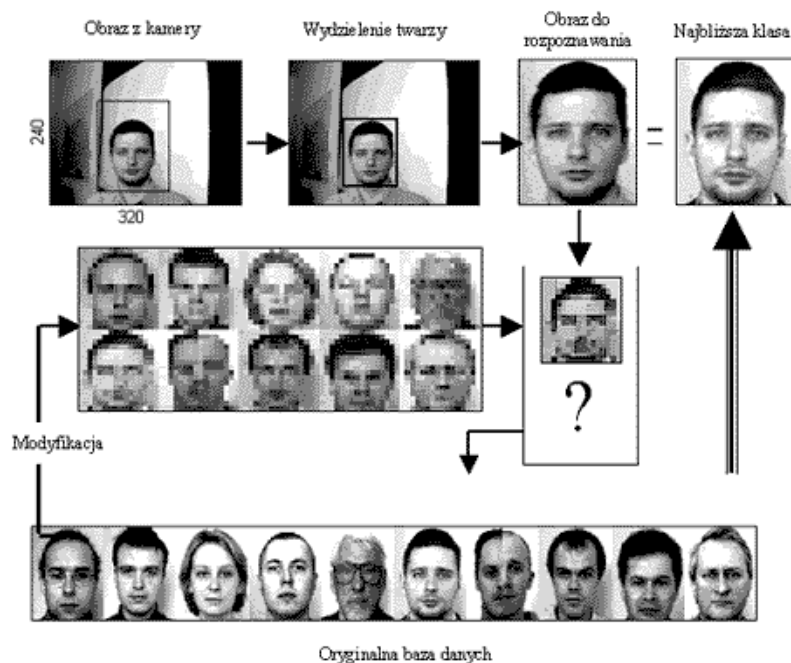 Obraz z kamery
Wydzielenie twarzy
Obraz do
rozpoznawania
Najbliższa klasa
240
320
=
?
Modyfikacja
Oryginalna baza danych